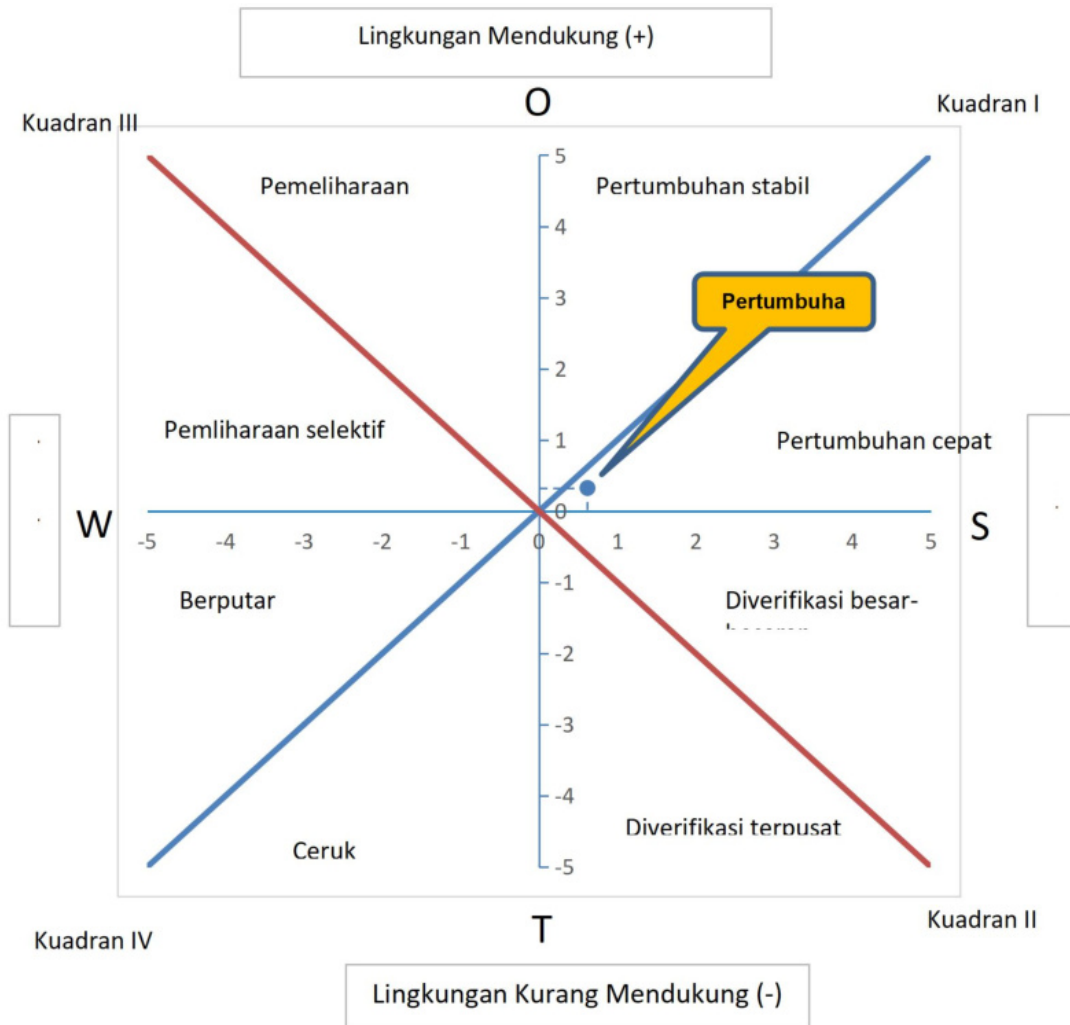 Lingkungan Mendukung (+)
O
Kuadran I
Kuadran III
5
Pemeliharaan
Pertumbuhan stabil
4
3
Pertumbuha
2
1
Pemliharaan selektif
Pertumbuhan cepat
W
0
S
-5 -4 -3 -2 -1 0 1 2 3 4 5
-1
Berputar
Diverifikasi besar-
-2
-3
-4
Diverifikasi terpusat
Ceruk
-5
T
Kuadran II
Kuadran IV
Lingkungan Kurang Mendukung (-)